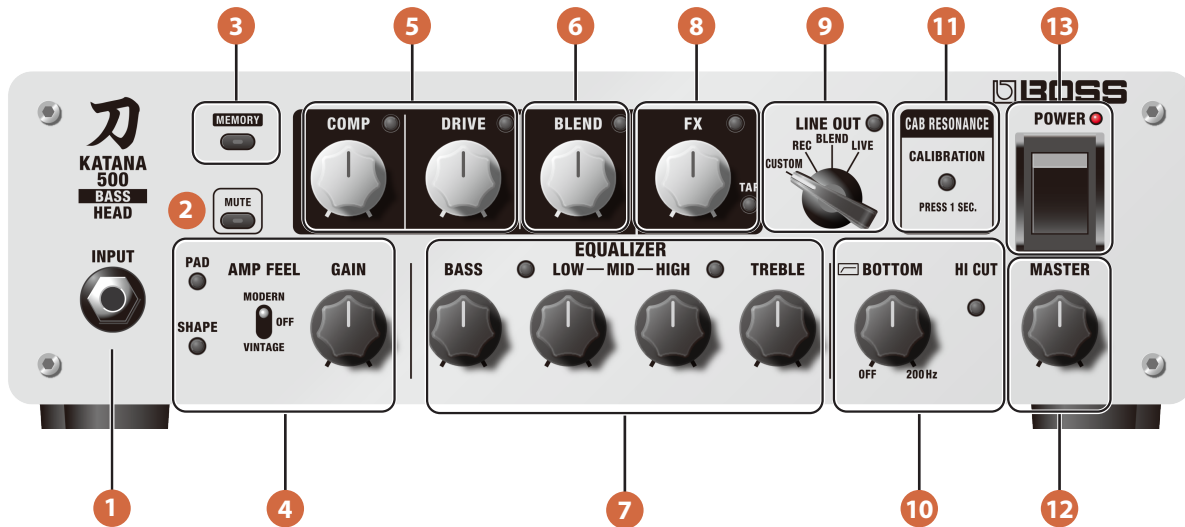 3
5
6
8
9
11
13
刀
KATANA
500
BASS
HEAD
MEMORY
2
MUTE
COMP
DRIVE
BLEND
FX
TAP
LINE OUT
CUSTOM
REC
BLEND
LIVE
CAB RESONANCE
CALIBRATION
PRESS 1 SEC.
BOSS
POWER
INPUT
PAD
SHAPE
AMP FEEL
MODERN
OFF
VINTAGE
GAIN
EQUALIZER
BASS
LOW — MID — HIGH
TREBLE
BOTTOM
OFF
200Hz
HI CUT
MASTER
1
4
7
10
12